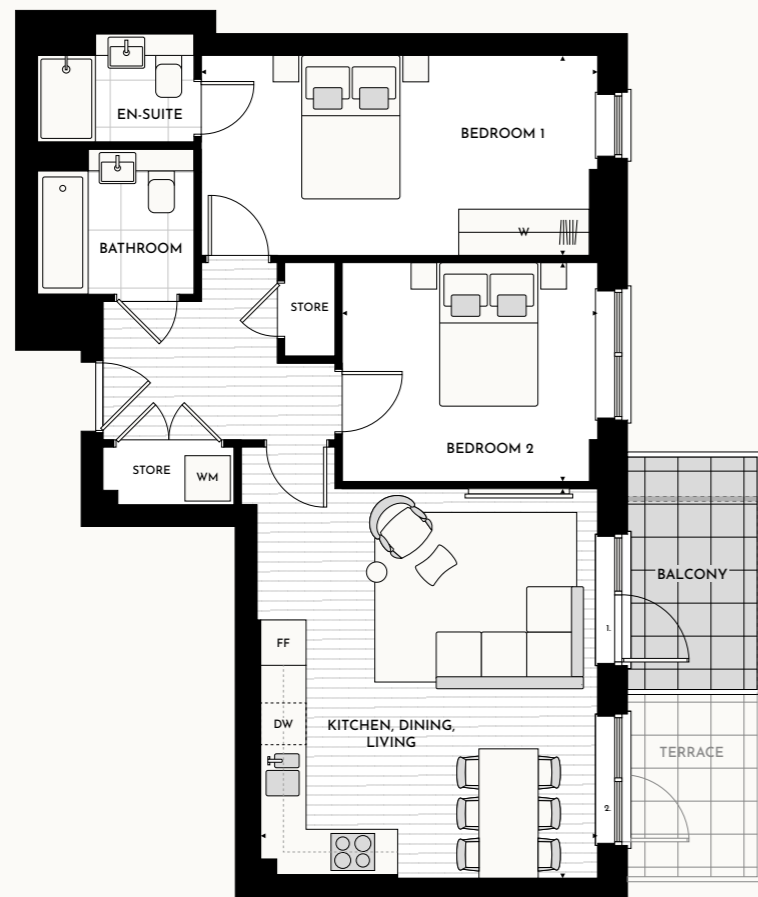 EN-SUITE
BEDROOM 1
BATHROOM
W
STORE
BEDROOM 2
STORE
WM
BALCONY
1.
FF
DW
KITCHEN, DINING,
LIVING
TERRACE
2.